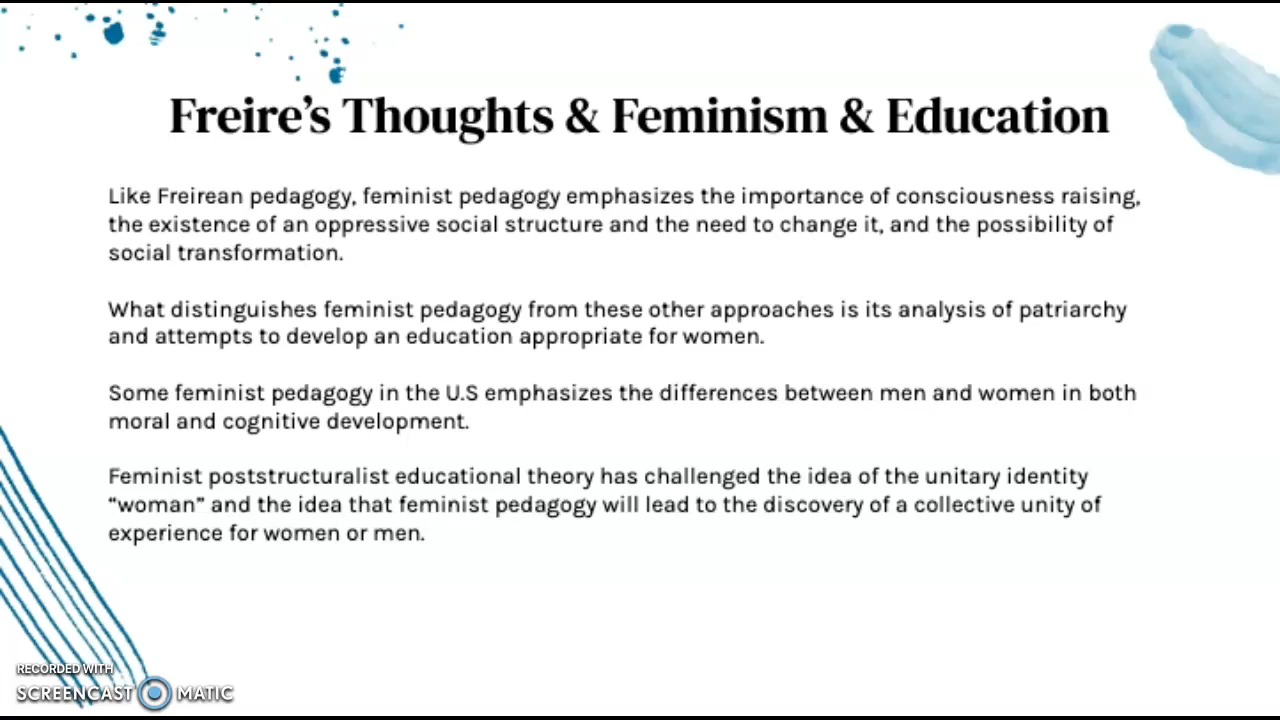 Freire’s Thoughts & Feminism & Education
Like Freirean pedagogy, feminist pedagogy emphasizes the importance of consciousness raising,
the existence of an oppressive social structure and the need to change it, and the possibility of
social transformation.
What distinguishes feminist pedagogy from these other approaches is its analysis of patriarchy
and attempts to develop an education appropriate for women.
Some feminist pedagogy in the U.S emphasizes the differences between men and women in both
moral and cognitive development.
Feminist poststructuralist educational theory has challenged the idea of the unitary identity
“woman” and the idea that feminist pedagogy will lead to the discovery of a collective unity of
experience for women or men.
RECORDED WITH
SCREENCAST MATIC